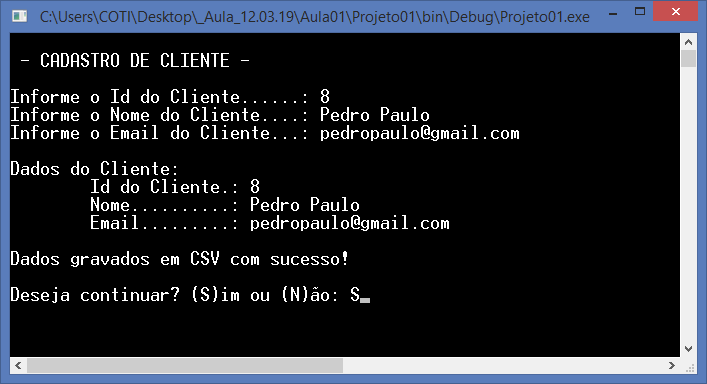 C:\Users\COTI\Desktop\_Aula_12.03.19\Aula01\Projeto01\bin\Debug\Projeto01.exe
- CADASTRO DE CLIENTE -
Informe o Id do Cliente......: 8
Informe o Nome do Cliente....: Pedro Paulo
Informe o Email do Cliente...: pedropaulo@gmail.com
Dados do Cliente:
Id do Cliente.: 8
Nome..........: Pedro Paulo
Email.........: pedropaulo@gmail.com
Dados gravados em CSV com sucesso!
Deseja continuar? (S)im ou (N)ão: S